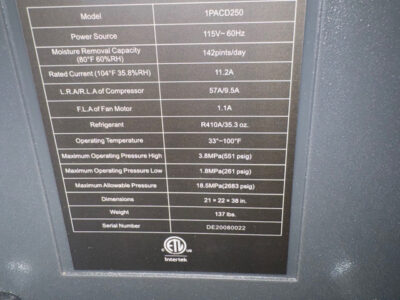 Model 1PACD250
Power Source 115V~ 60Hz
Moisture Removal Capacity
(80°F 60%RH) 142pints/day
Rated Current (104°F 35.8%RH) 11.2A
L.R.A/R.L.A of Compressor 57A/9.5A
F.L.A of Fan Motor 1.1A
Refrigerant R410A/35.3 oz.
Operating Temperature 33°~100°F
Maximum Operating Pressure High 3.8MPa(551 psig)
Maximum Operating Pressure Low 1.8MPa(261 psig)
Maximum Allowable Pressure 18.5MPa(2683 psig)
Dimensions 21 × 22 × 38 in.
Weight 137 lbs.
Serial Number DE20080022
ETL
Intertek